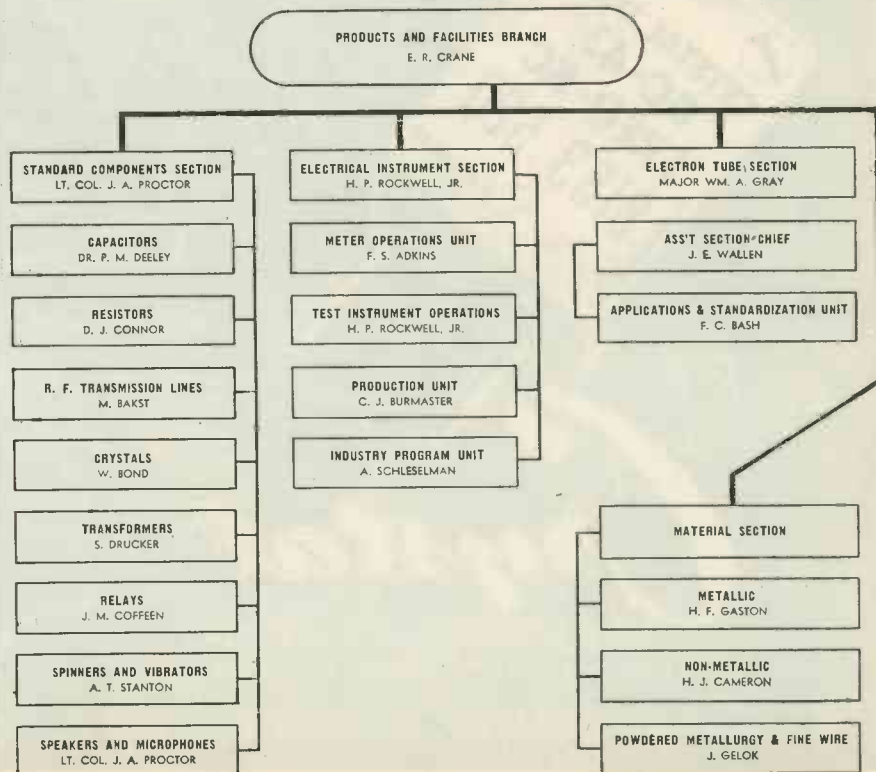 PRODUCTS AND FACILITIES BRANCH
E. R. CRANE
STANDARD COMPONENTS SECTION
LT. COL. J. A. PROCTOR
CAPACITORS
DR. P. M. DEELEY
RESISTORS
D. J. CONNOR
R. F. TRANSMISSION LINES
M. BAKST
CRYSTALS
W. BOND
TRANSFORMERS
S. DRUCKER
RELAYS
J. M. COFFEEN
SPINNERS AND VIBRATORS
A. T. STANTON
SPEAKERS AND MICROPHONES
LT. COL. J. A. PROCTOR
ELECTRICAL INSTRUMENT SECTION
H. P. ROCKWELL, JR.
METER OPERATIONS UNIT
F. S. ADKINS
TEST INSTRUMENT OPERATIONS
H. P. ROCKWELL, JR.
PRODUCTION UNIT
C. J. BURMASTER
INDUSTRY PROGRAM UNIT
A. SCHLESELMAN
ELECTRON TUBE SECTION
MAJOR WM. A. GRAY
ASS'T SECTION CHIEF
J. E. WALLEN
APPLICATIONS & STANDARDIZATION UNIT
F. C. BASH
MATERIAL SECTION
METALLIC
H. F. GASTON
NON-METALLIC
H. J. CAMERON
POWDERED METALLURGY & FINE WIRE
J. GELOK